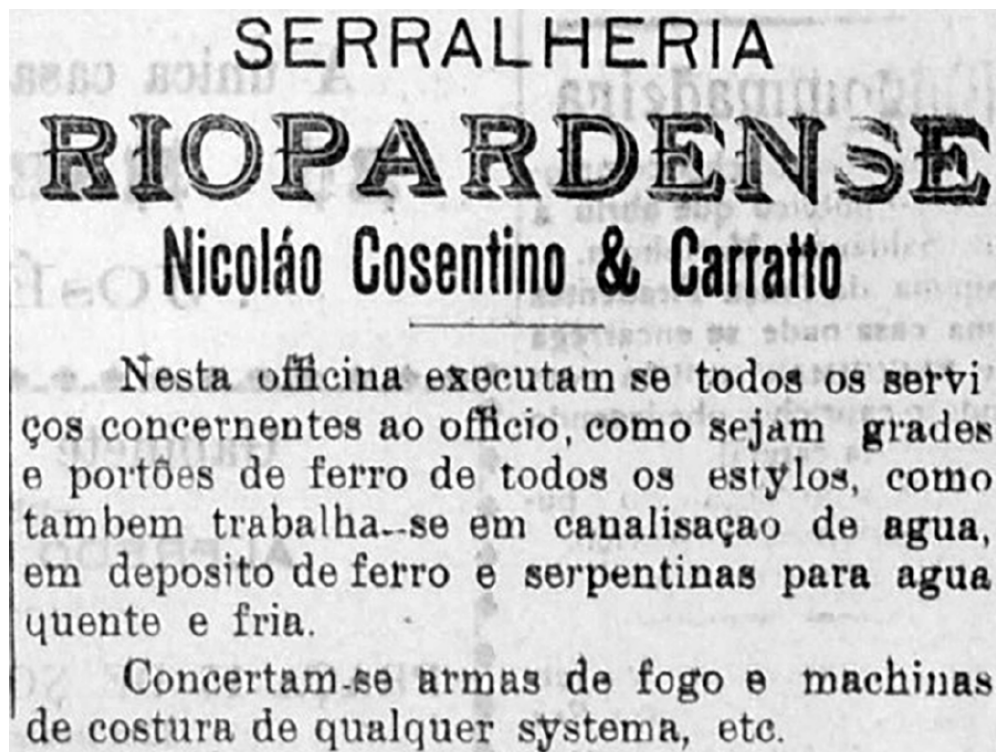 SERRALHERIA
RIOPARDENSE
Nicoláo Cosentino & Carratto
Nesta officina executam se todos os servi
ços concernentes ao officio, como sejam grades
e portões de ferro de todos os estylos, como
tambem trabalha-se em canalisação de agua,
em deposito de ferro e serpentinas para agua
quente e fria.
Concertam-se armas de fogo e machinas
de costura de qualquer systema, etc.